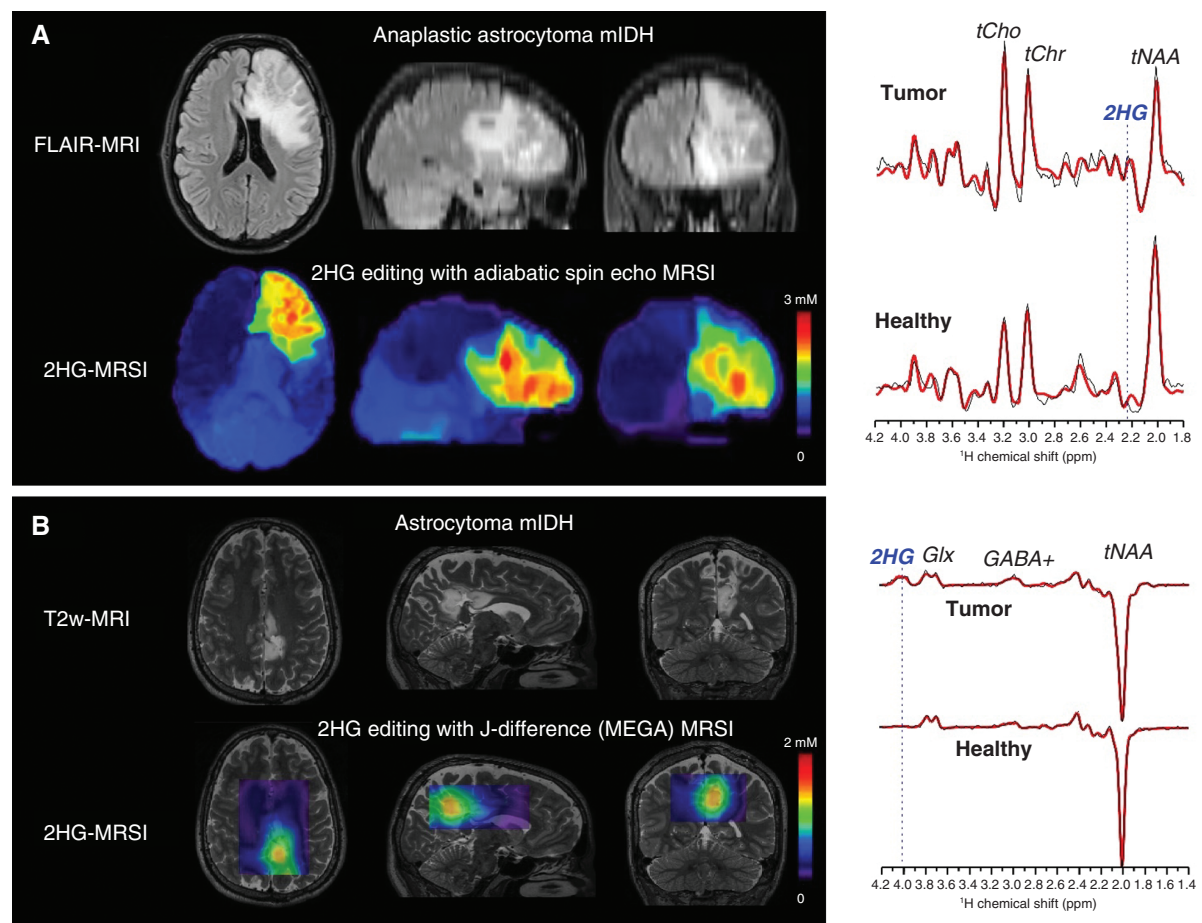 A
Anaplastic astrocytoma mIDH
FLAIR-MRI
2HG editing with adiabatic spin echo MRSI
2HG-MRSI
3 mM
0
tCho
tChr
tNAA
Tumor
2HG
Healthy
4.2 4.0 3.8 3.6 3.4 3.2 3.0 2.8 2.6 2.4 2.2 2.0 1.8
¹H chemical shift (ppm)
B
Astrocytoma mIDH
T2w-MRI
2HG editing with J-difference (MEGA) MRSI
2HG-MRSI
2 mM
0
2HG Glx GABA+ tNAA
Tumor
Healthy
4.2 4.0 3.8 3.6 3.4 3.2 3.0 2.8 2.6 2.4 2.2 2.0 1.8 1.6 1.4
¹H chemical shift (ppm)